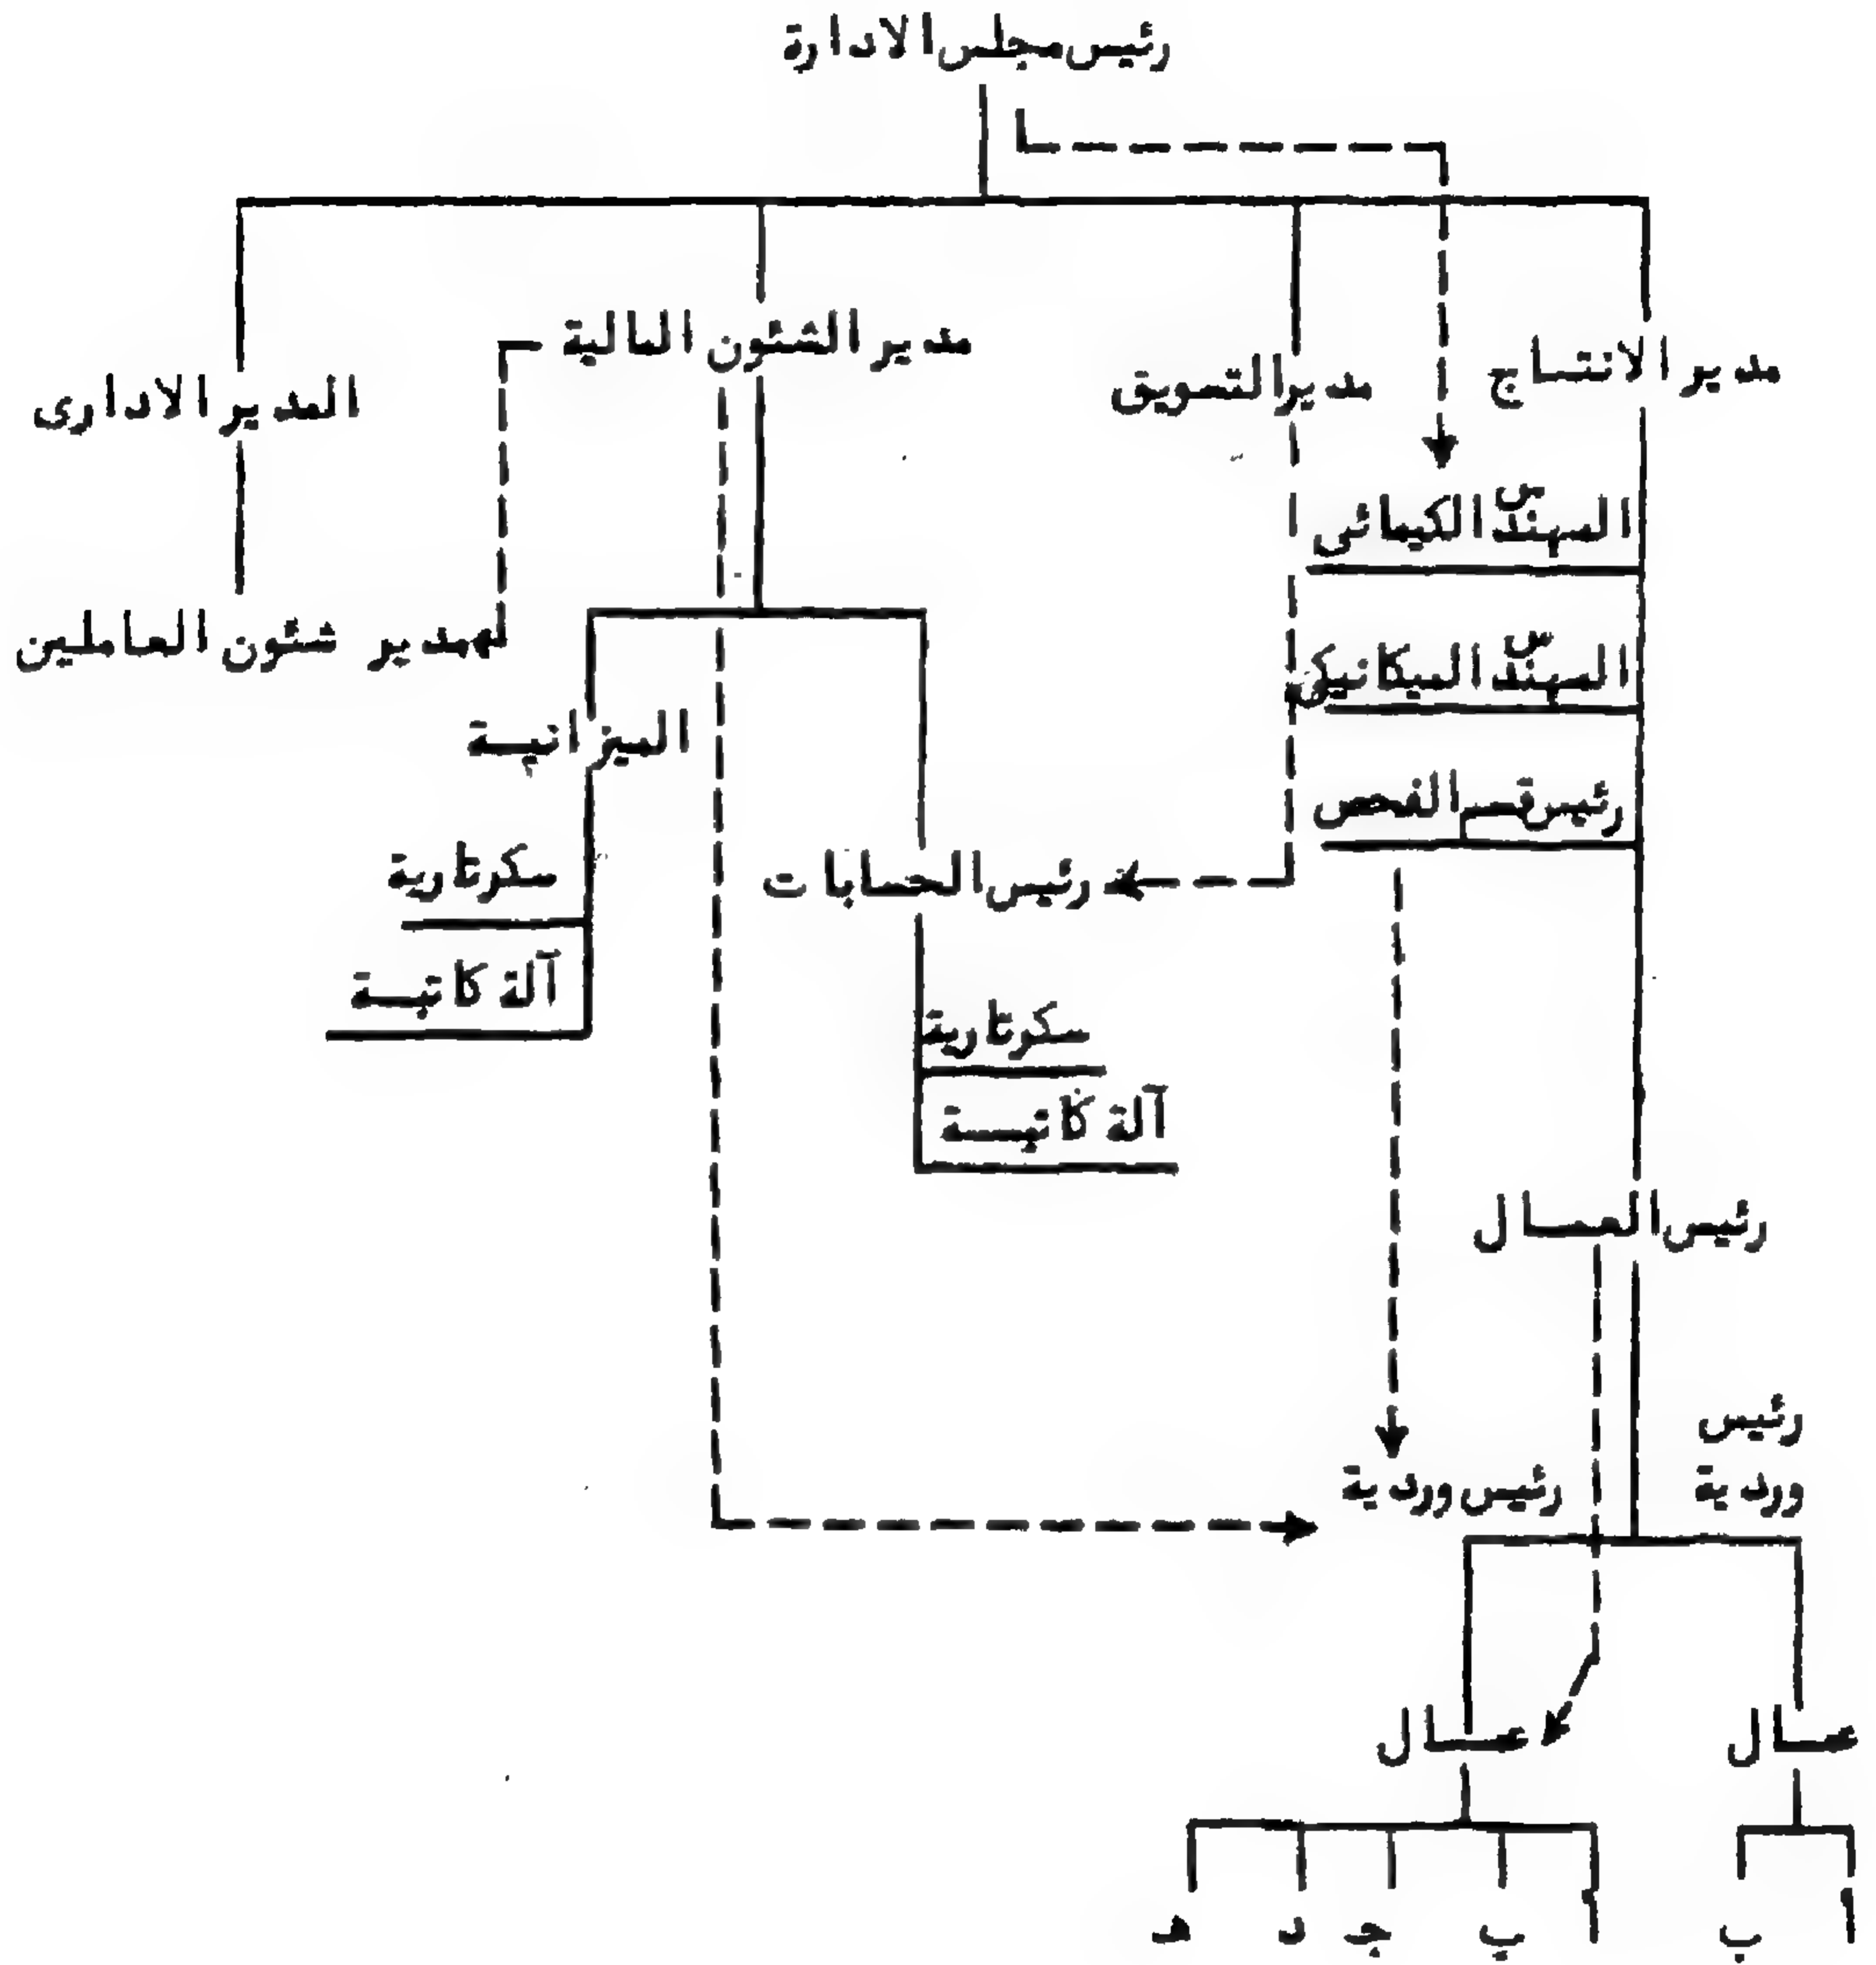 رئيس مجلس الادارة
مدير الانتاج
مدير التسويق
مدير الشئون المالية
المدير الادارى
المهندس الكيمائى
المهندس الميكانيكى
رئيس قسم الفحص
مدير شئون العاملين
الميزانية
سكرتارية
آلة كاتبة
رئيس الحسابات
سكرتارية
آلة كاتبة
رئيس العمال
رئيس
وردية
رئيس وردية
عمال
عمال
أ
ب
أ
ب
جـ
د
هـ